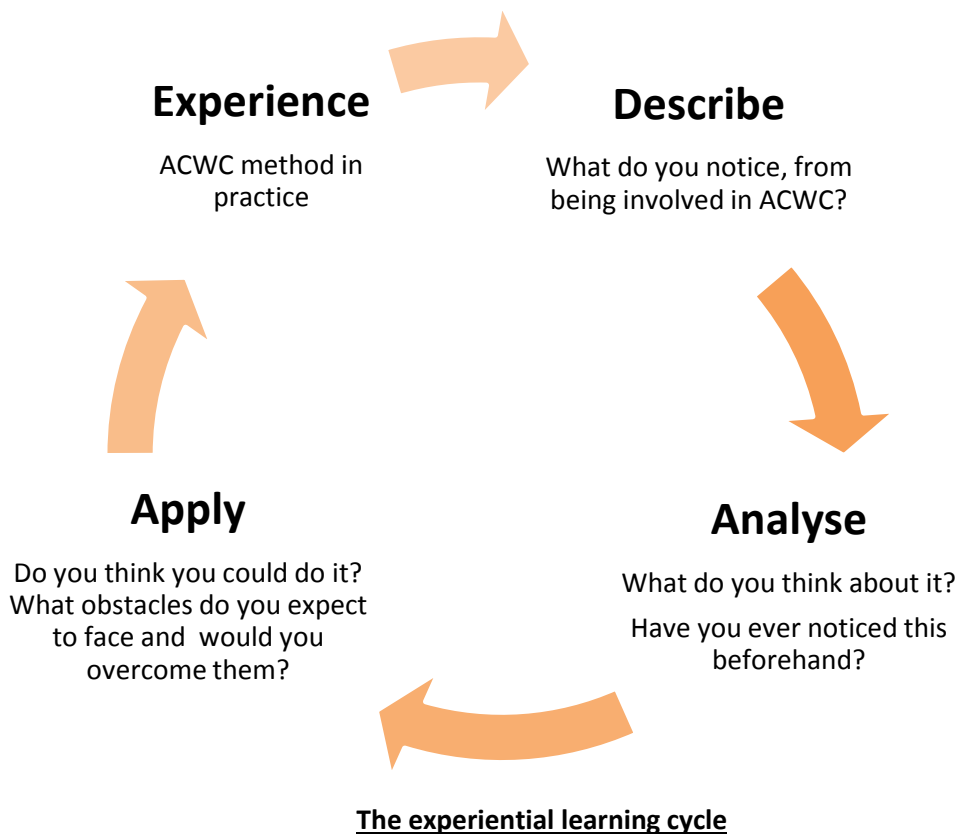 Experience
ACWC method in
practice
Describe
What do you notice, from
being involved in ACWC?
Analyse
What do you think about it?
Have you ever noticed this
beforehand?
Apply
Do you think you could do it?
What obstacles do you expect
to face and  would you
overcome them?
The experiential learning cycle